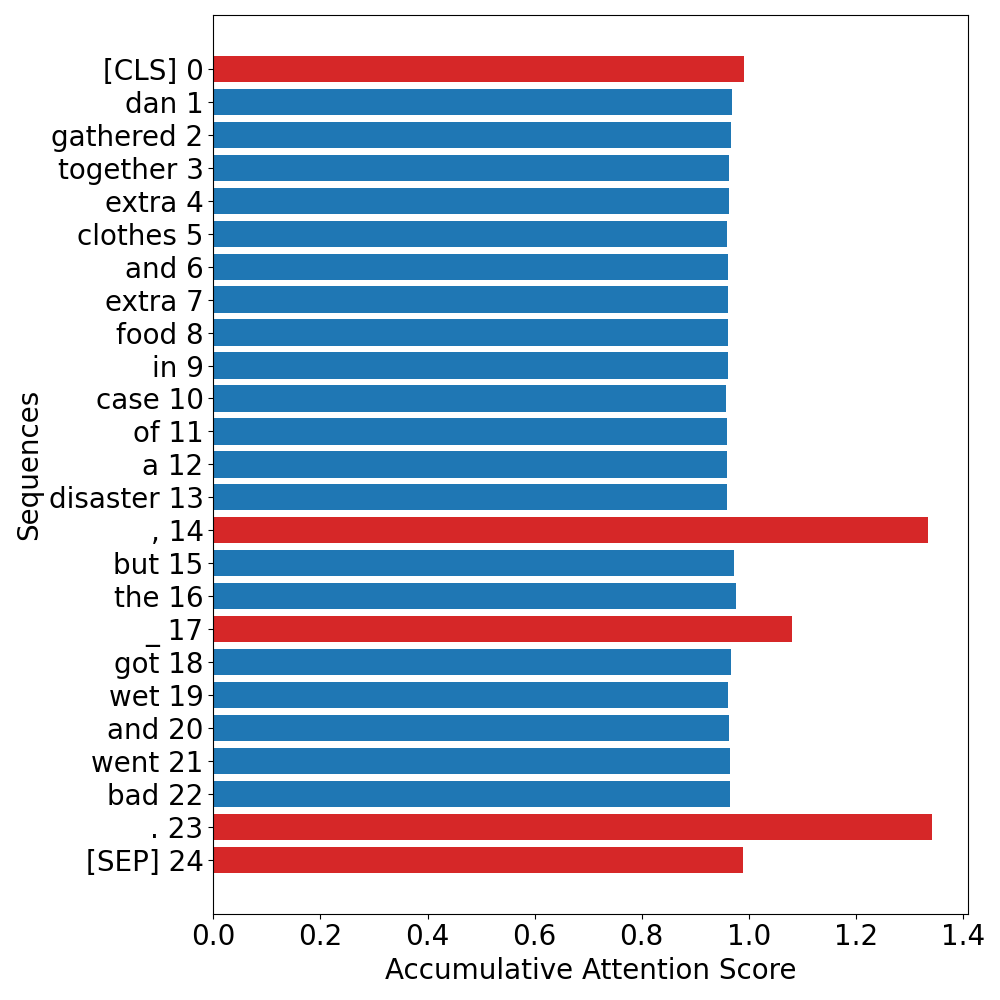 [CLS] 0
dan 1
gathered 2
together 3
extra 4
clothes 5
and 6
extra 7
food 8
in 9
case 10
of 11
a 12
disaster 13
, 14
but 15
the 16
_ 17
got 18
wet 19
and 20
went 21
bad 22
. 23
[SEP] 24
Sequences
0.0 0.2 0.4 0.6 0.8 1.0 1.2 1.4
Accumulative Attention Score